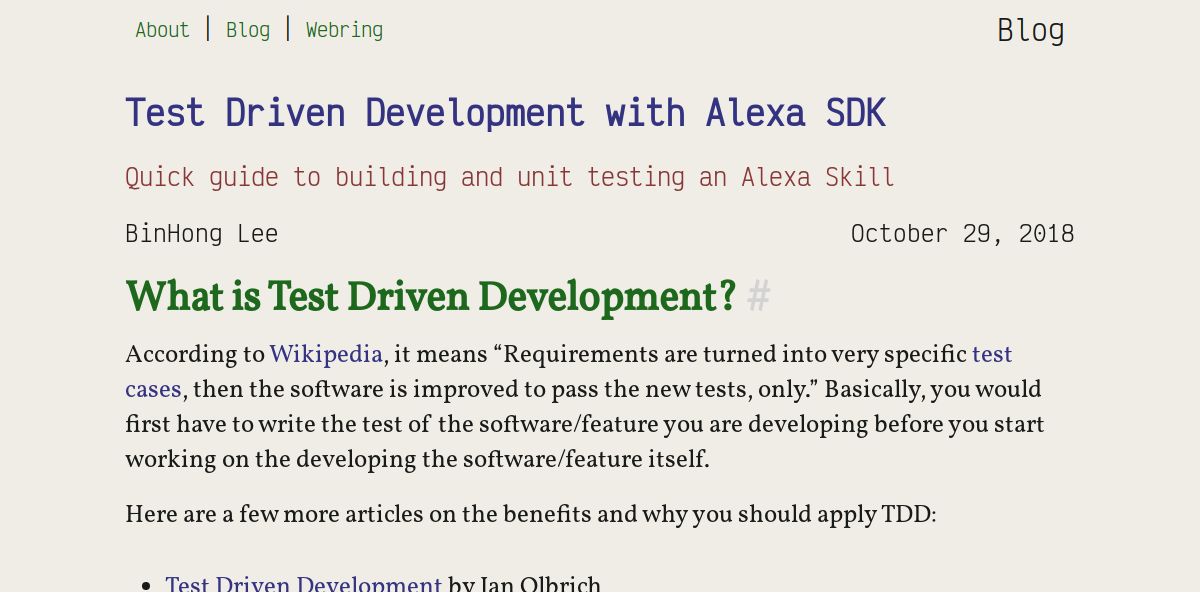 About | Blog | Webring
Blog
Test Driven Development with Alexa SDK
Quick guide to building and unit testing an Alexa Skill
BinHong Lee
October 29, 2018
What is Test Driven Development? #
According to Wikipedia, it means “Requirements are turned into very specific test
cases, then the software is improved to pass the new tests, only.” Basically, you would
first have to write the test of the software/feature you are developing before you start
working on the developing the software/feature itself.
Here are a few more articles on the benefits and why you should apply TDD:
• Test Driven Development by Jan Olbrich